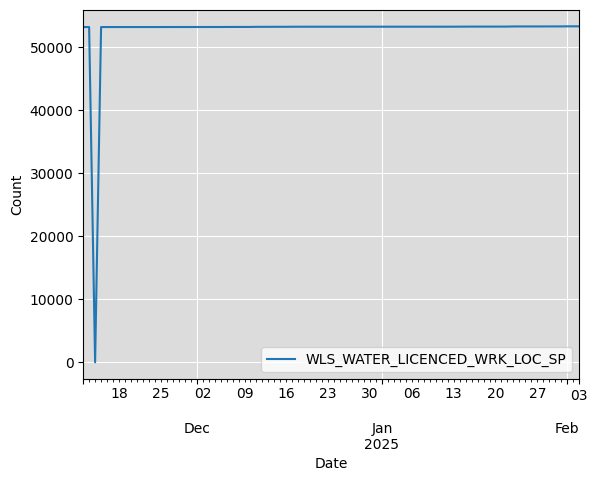 50000
40000
30000
20000
10000
0
Count
WLS_WATER_LICENCED_WRK_LOC_SP
18 25 02 09 16 23 30 06 13 20 27 03
Dec Jan Feb
2025
Date